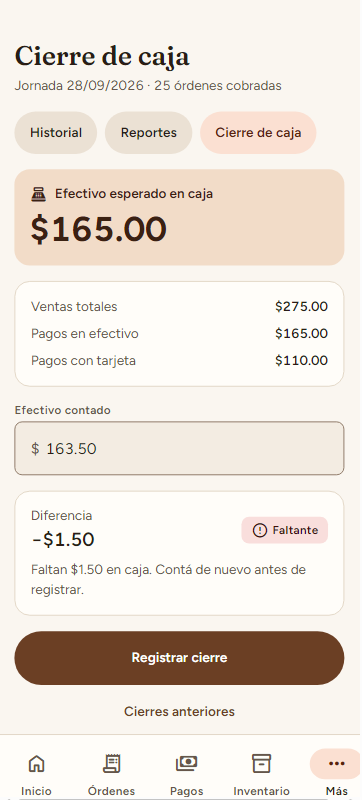 Cierre de caja
Jornada 28/09/2026 · 25 órdenes cobradas
Historial
Reportes
Cierre de caja
Efectivo esperado en caja
$165.00
Ventas totales $275.00
Pagos en efectivo $165.00
Pagos con tarjeta $110.00
Efectivo contado
$ 163.50
Diferencia
-$1.50
Faltante
Faltan $1.50 en caja. Contá de nuevo antes de
registrar.
Registrar cierre
Cierres anteriores
Inicio
Órdenes
Pagos
Inventario
Más